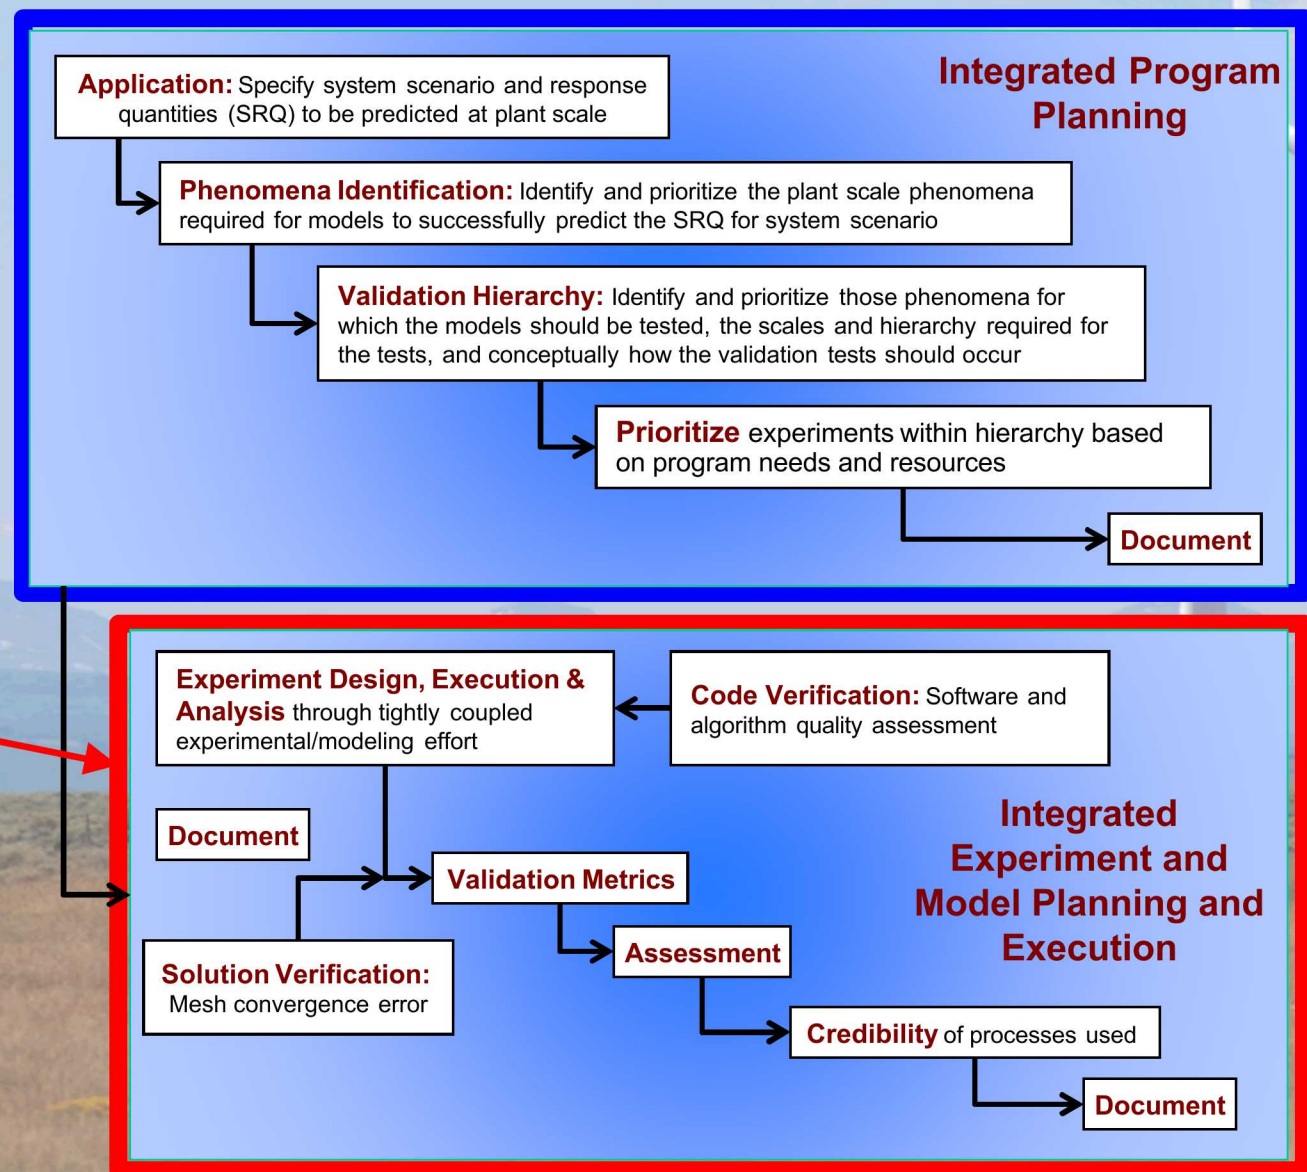 Integrated Program
Planning
Application: Specify system scenario and response
quantities (SRQ) to be predicted at plant scale
Phenomena Identification: Identify and prioritize the plant scale phenomena
required for models to successfully predict the SRQ for system scenario
Validation Hierarchy: Identify and prioritize those phenomena for
which the models should be tested, the scales and hierarchy required for
the tests, and conceptually how the validation tests should occur
Prioritize experiments within hierarchy based
on program needs and resources
Document
Experiment Design, Execution &
Analysis through tightly coupled
experimental/modeling effort
Code Verification: Software and
algorithm quality assessment
Integrated
Experiment and
Model Planning and
Execution
Document
Validation Metrics
Assessment
Solution Verification:
Mesh convergence error
Credibility of processes used
Document